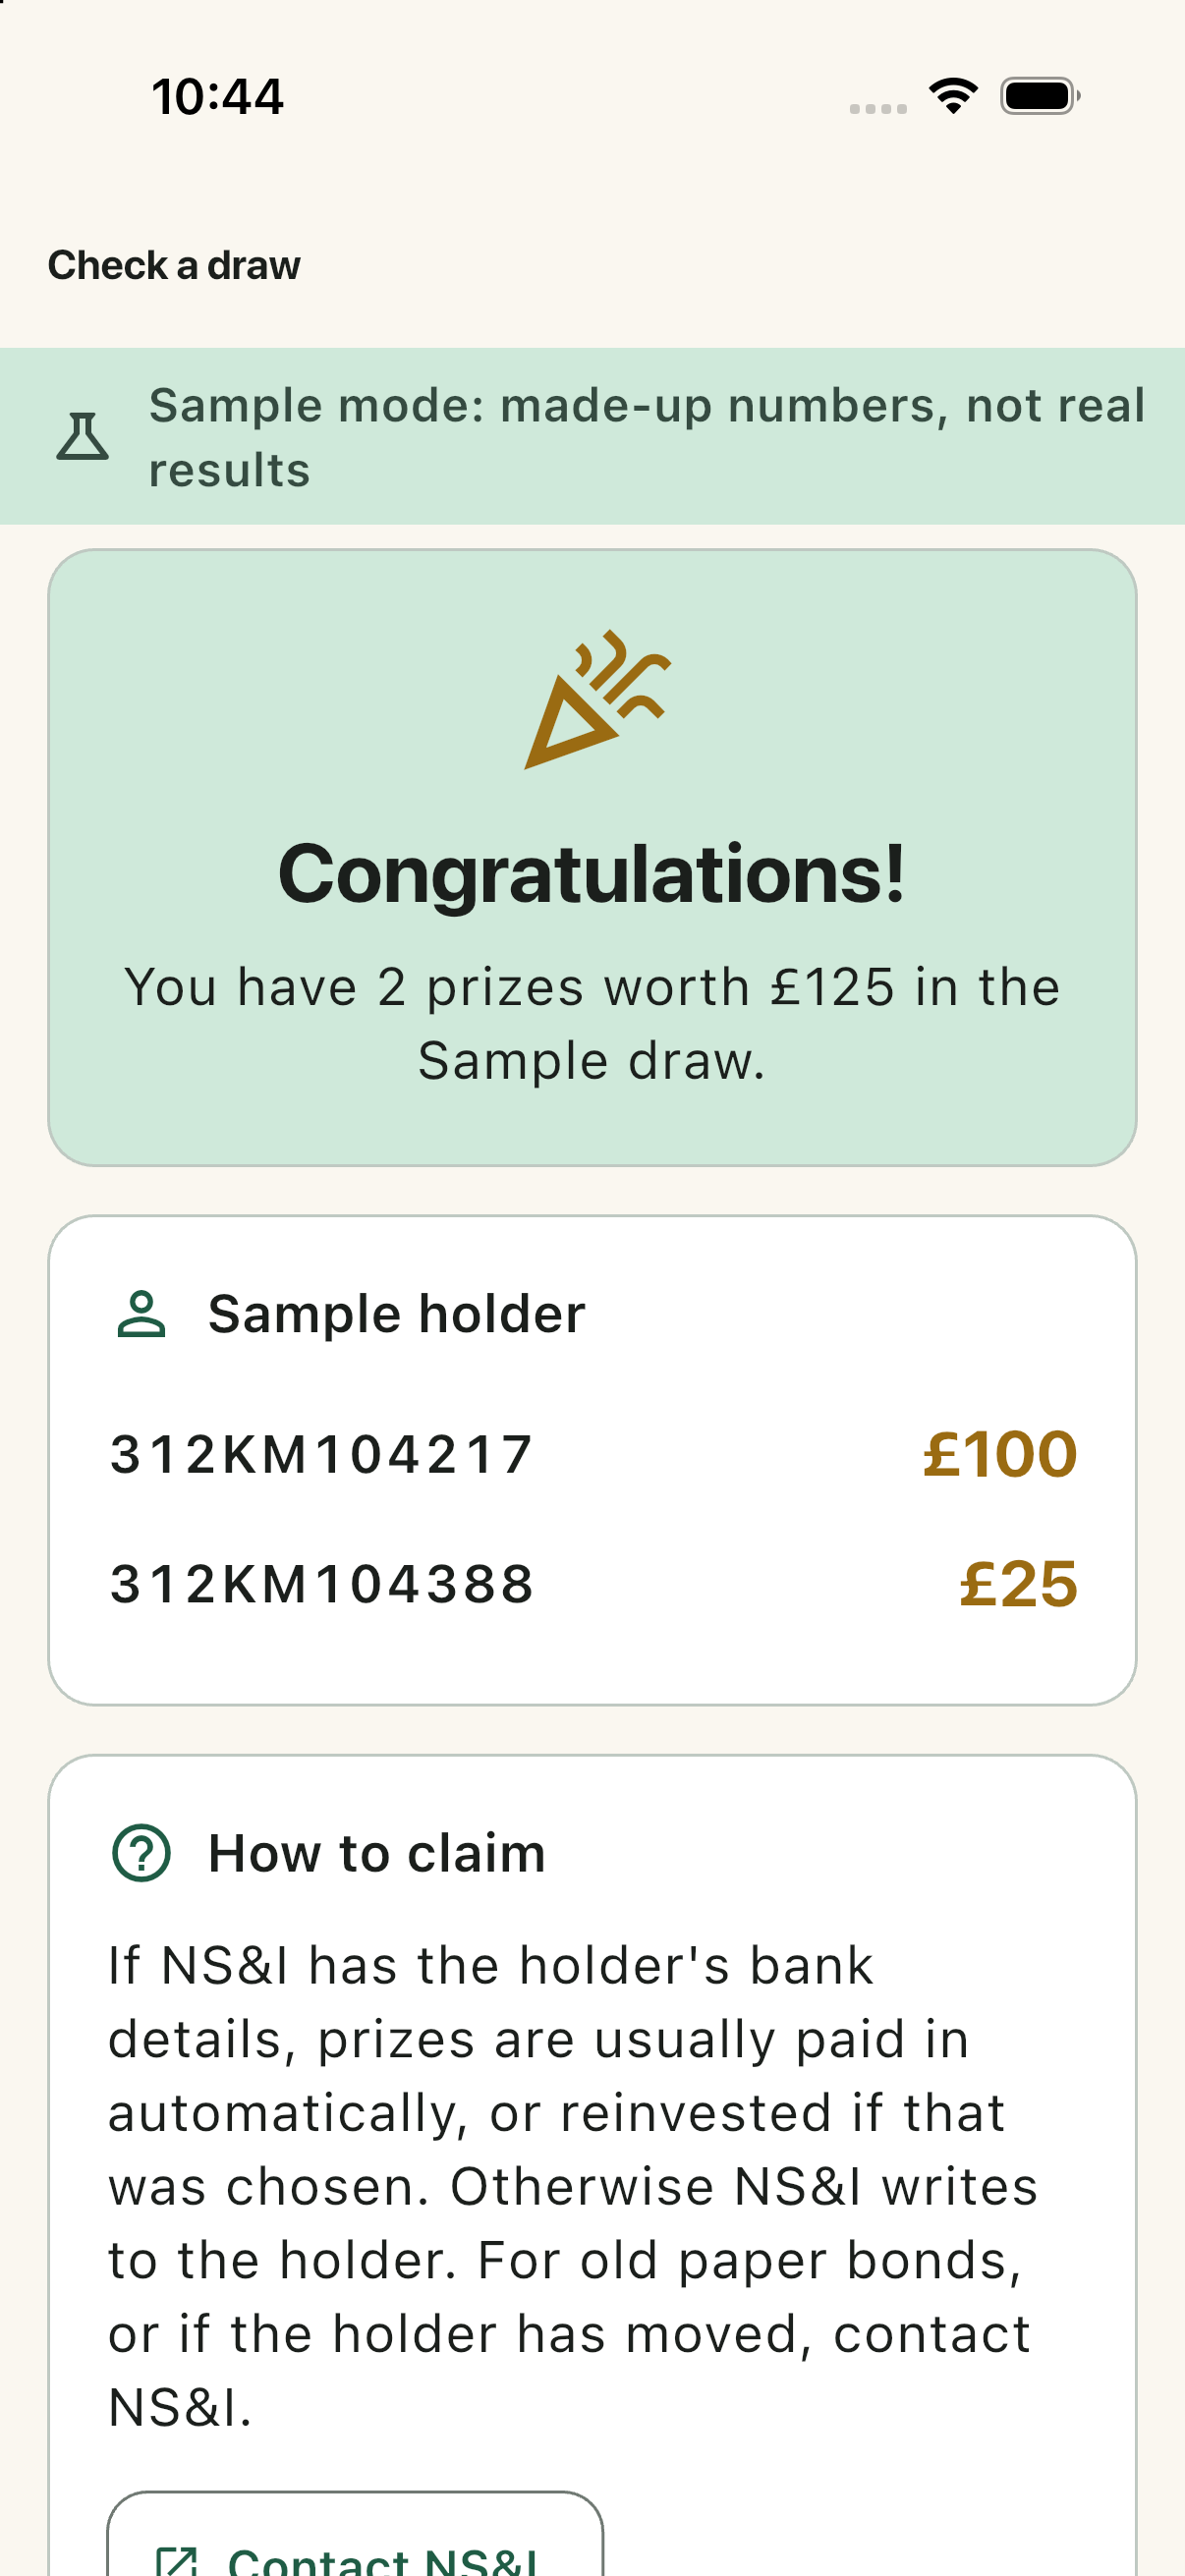 10:44
Check a draw
Sample mode: made-up numbers, not real
results
Congratulations!
You have 2 prizes worth £125 in the
Sample draw.
Sample holder
312KM104217 £100
312KM104388 £25
How to claim
If NS&I has the holder's bank
details, prizes are usually paid in
automatically, or reinvested if that
was chosen. Otherwise NS&I writes
to the holder. For old paper bonds,
or if the holder has moved, contact
NS&I.
Contact NS&I